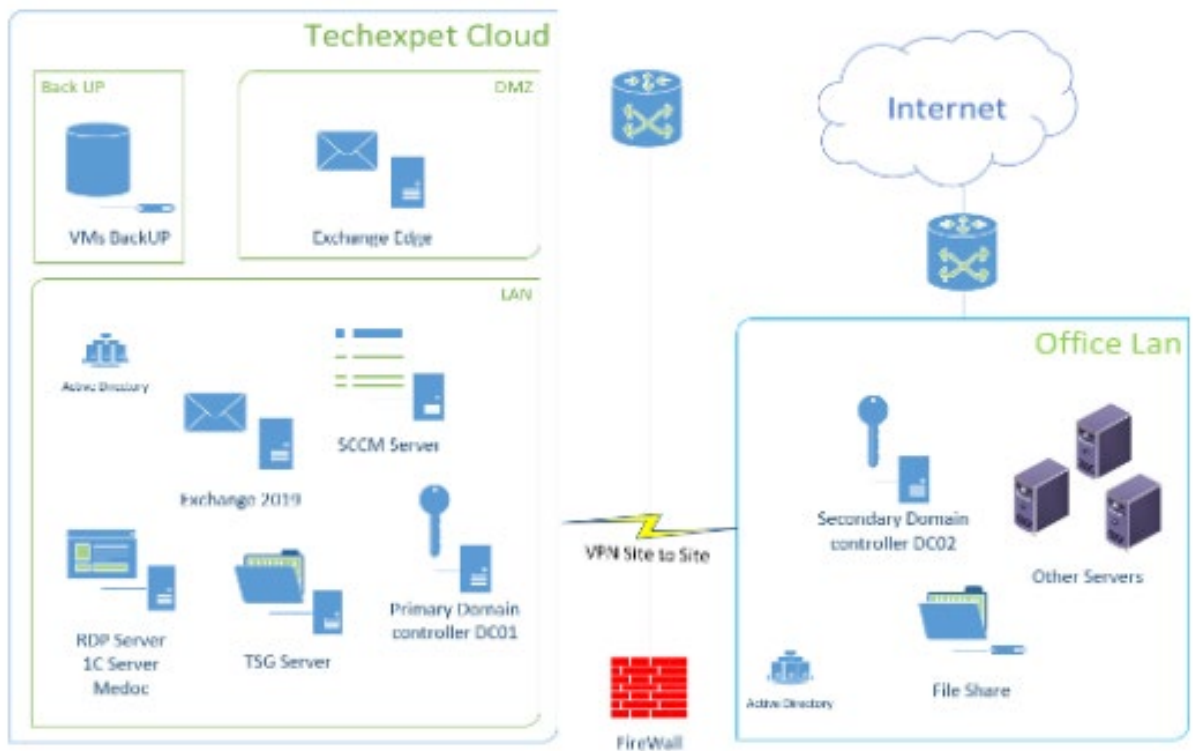 Techexpet Cloud
Back UP
VMs BackUP
DMZ
Exchange Edge
LAN
Active Directory
SCCM Server
Exchange 2019
RDP Server
1C Server
Medoc
TSG Server
Primary Domain
controller DC01
VPN Site to Site
FireWall
Internet
Office Lan
Secondary Domain
controller DC02
Other Servers
File Share
Active Directory